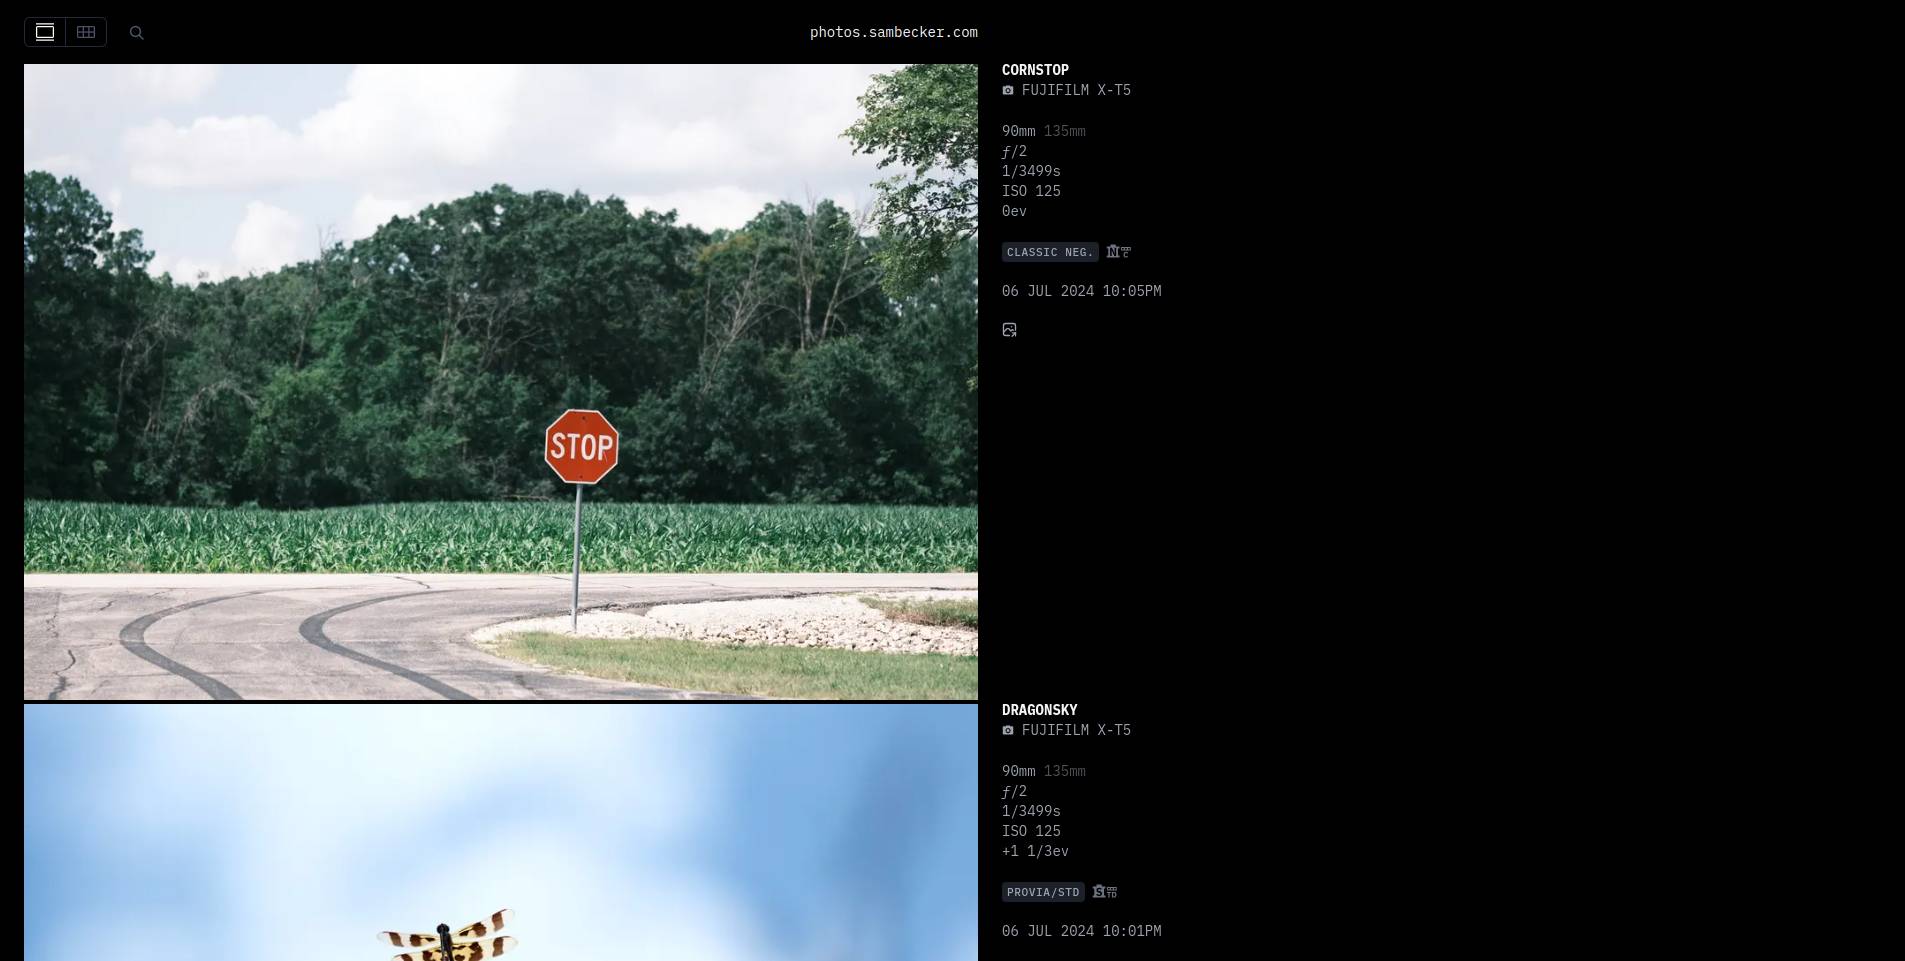 photos.sambecker.com
CORNSTOP
FUJIFILM X-T5
90mm 135mm
ƒ/2
1/3499s
ISO 125
0ev
CLASSIC NEG. N C
06 JUL 2024 10:05PM
STOP
DRAGONSKY
FUJIFILM X-T5
90mm 135mm
ƒ/2
1/3499s
ISO 125
+1 1/3ev
PROVIA/STD S TD
06 JUL 2024 10:01PM